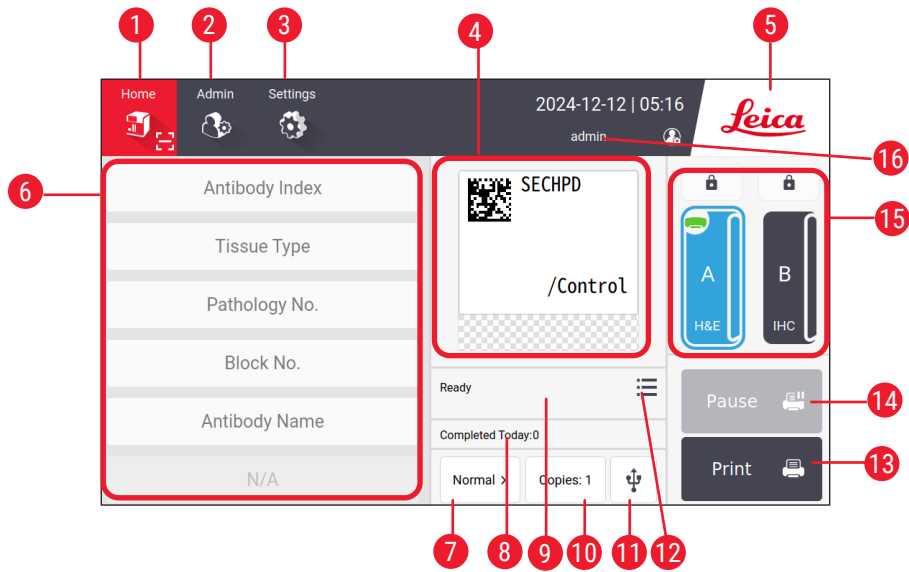 1
2
3
4
5
Home
Admin
Settings
2024-12-12 | 05:16
admin
Leica
16
6
Antibody Index
Tissue Type
Pathology No.
Block No.
Antibody Name
N/A
SECHPD
/Control
A
H&E
B
IHC
15
Ready
Completed Today:0
Normal >
Copies: 1
Pause
14
Print
13
7
8
9
10
11
12